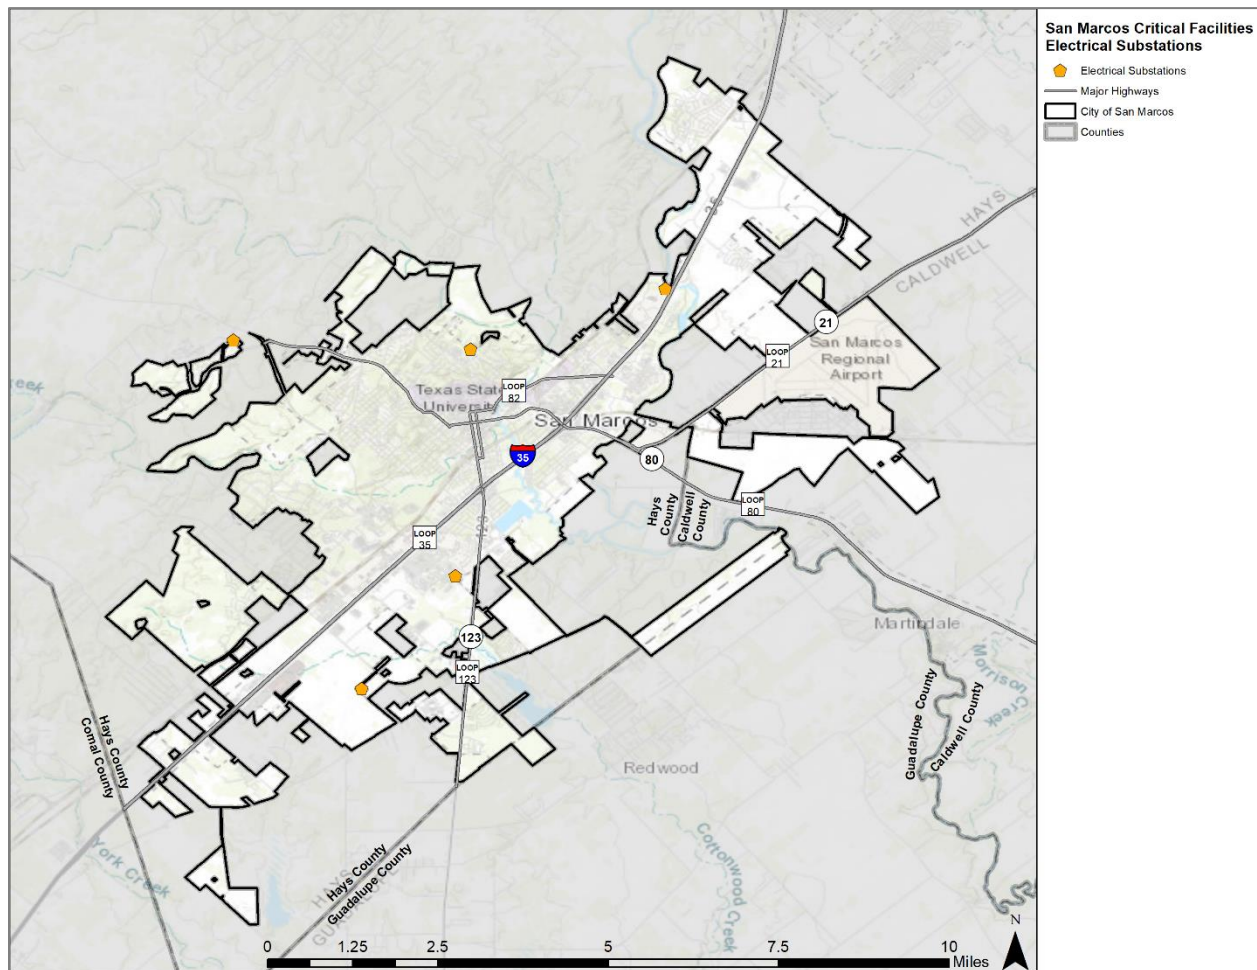 San Marcos Critical Facilities
Electrical Substations
Electrical Substations
Major Highways
City of San Marcos
Counties
35
HAYS
CALDWELL
21
LOOP
21
San Marcos
Regional
Airport
Texas State
University
LOOP
82
San Marcos
35
80
LOOP
80
Hays
County
Caldwell
County
123
LOOP
35
Creek
123
LOOP
123
Martindale
Morrison
Creek
Guadalupe County
Caldwell County
Hays County
Comal County
Redwood
York Creek
Cottonwood
Creek
Hays County
Guadalupe County
N
0 1.25 2.5 5 7.5 10
Miles